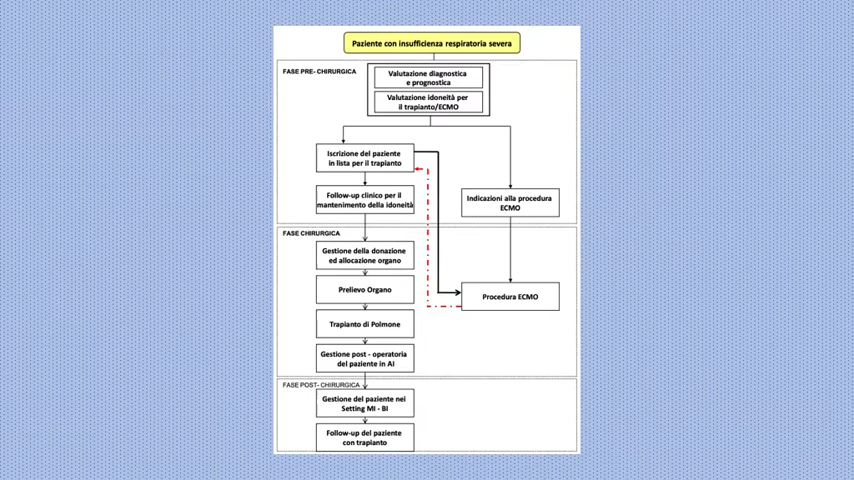 Paziente con insufficienza respiratoria severa
FASE PRE- CHIRURGICA
Valutazione diagnostica
e prognostica
Valutazione idoneità per
il trapianto/ECMO
Iscrizione del paziente
in lista per il trapianto
Follow-up clinico per il
mantenimento della idoneità
Indicazioni alla procedura
ECMO
FASE CHIRURGICA
Gestione della donazione
ed allocazione organo
Prelievo Organo
Procedura ECMO
Trapianto di Polmone
Gestione post - operatoria
del paziente in AI
FASE POST- CHIRURGICA
Gestione del paziente nei
Setting MI - BI
Follow-up del paziente
con trapianto